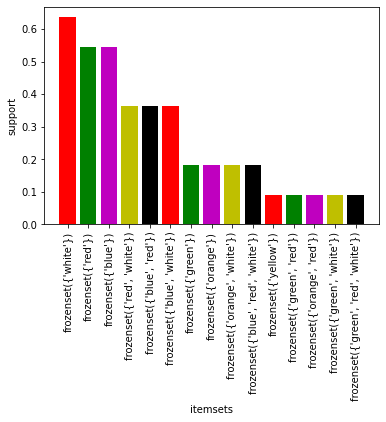 support
0.6
0.5
0.4
0.3
0.2
0.1
0.0
frozenset({'white'})
frozenset({'red'})
frozenset({'blue'})
frozenset({'red', 'white'})
frozenset({'blue', 'red'})
frozenset({'blue', 'white'})
frozenset({'green'})
frozenset({'orange'})
frozenset({'orange', 'white'})
frozenset({'blue', 'red', 'white'})
frozenset({'yellow'})
frozenset({'green', 'red'})
frozenset({'orange', 'red'})
frozenset({'green', 'white'})
frozenset({'green', 'red', 'white'})
itemsets